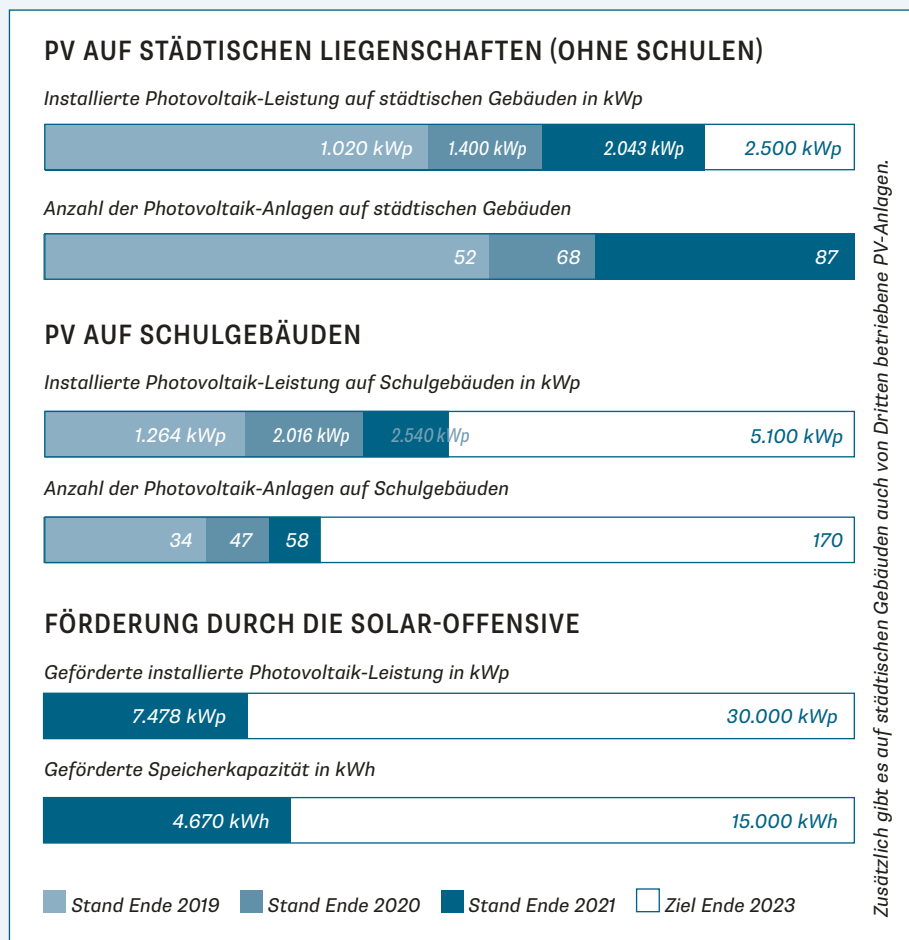 PV AUF STÄDTISCHEN LIEGENSCHAFTEN (OHNE SCHULEN)
Installierte Photovoltaik-Leistung auf städtischen Gebäuden in kWp
1.020 kWp 1.400 kWp 2.043 kWp 2.500 kWp
Anzahl der Photovoltaik-Anlagen auf städtischen Gebäuden
52 68 87
PV AUF SCHULGEBÄUDEN
Installierte Photovoltaik-Leistung auf Schulgebäuden in kWp
1.264 kWp 2.016 kWp 2.540 kWp 5.100 kWp
Anzahl der Photovoltaik-Anlagen auf Schulgebäuden
34 47 58 170
FÖRDERUNG DURCH DIE SOLAR-OFFENSIVE
Geförderte installierte Photovoltaik-Leistung in kWp
7.478 kWp 30.000 kWp
Geförderte Speicherkapazität in kWh
4.670 kWh 15.000 kWh
Stand Ende 2019 Stand Ende 2020 Stand Ende 2021 Ziel Ende 2023
Zusätzlich gibt es auf städtischen Gebäuden auch von Dritten betriebene PV-Anlagen.